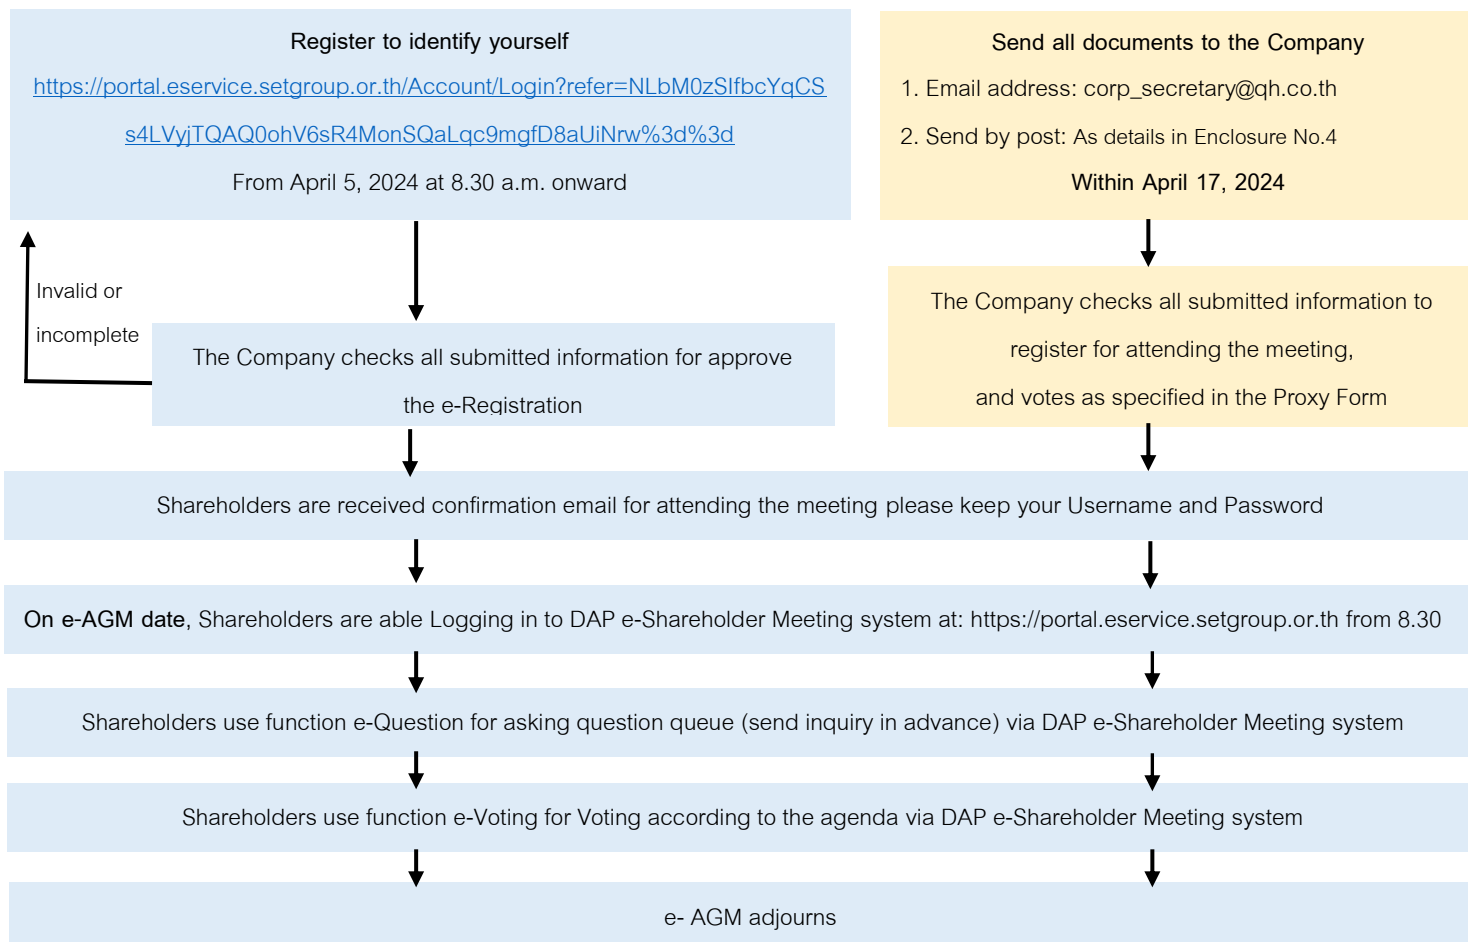 Register to identify yourself
https://portal.eservice.setgroup.or.th/Account/Login?refer=NLbM0zSIfbcYqCS
s4LVyjTQAQ0ohV6sR4MonSQaLqc9mgfD8aUiNrw%3d%3d
From April 5, 2024 at 8.30 a.m. onward
Send all documents to the Company
1. Email address: corp_secretary@qh.co.th
2. Send by post: As details in Enclosure No.4
Within April 17, 2024
Invalid or
incomplete
The Company checks all submitted information for approve
the e-Registration
The Company checks all submitted information to
register for attending the meeting,
and votes as specified in the Proxy Form
Shareholders are received confirmation email for attending the meeting please keep your Username and Password
On e-AGM date, Shareholders are able Logging in to DAP e-Shareholder Meeting system at: https://portal.eservice.setgroup.or.th from 8.30
Shareholders use function e-Question for asking question queue (send inquiry in advance) via DAP e-Shareholder Meeting system
Shareholders use function e-Voting for Voting according to the agenda via DAP e-Shareholder Meeting system
e- AGM adjourns